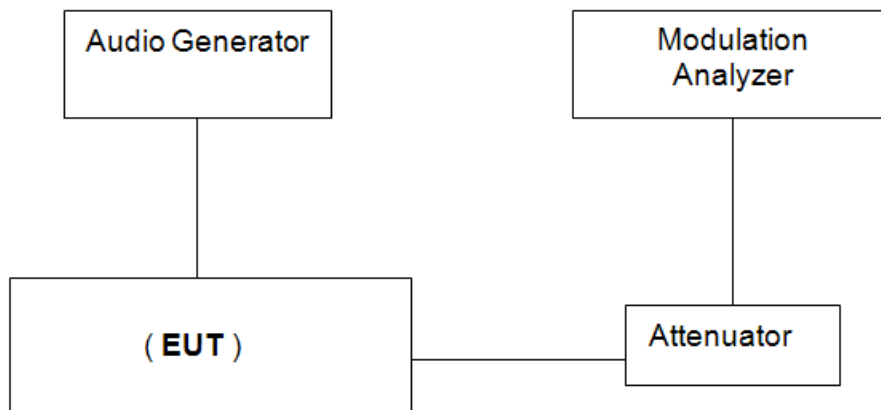 Audio Generator
Modulation
Analyzer
( EUT )
Attenuator